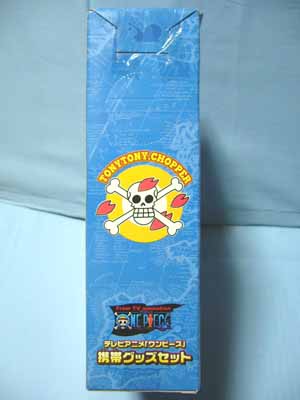 TONYTONY.CHOPPER
From TV animation
ONE PIECE
テレビアニメ「ワンピース」
携帯グッズセット